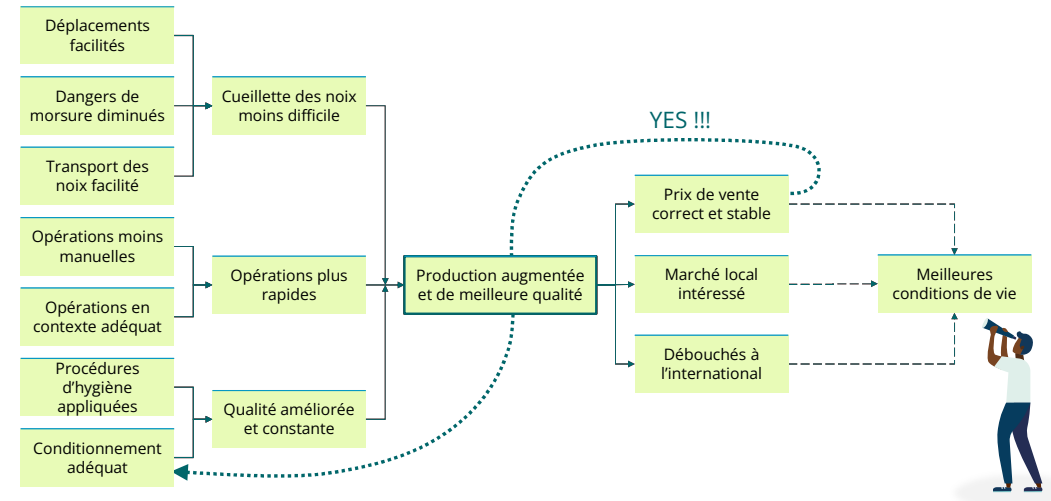 Déplacements
facilités
Dangers de
morsure diminués
Transport des
noix facilité
Opérations moins
manuelles
Opérations en
contexte adéquat
Procédures
d’hygiène
appliquées
Conditionnement
adéquat
Cueillette des noix
moins difficile
Opérations plus
rapides
Qualité améliorée
et constante
Production augmentée
et de meilleure qualité
YES !!!
Prix de vente
correct et stable
Marché local
intéressé
Débouchés à
l’international
Meilleures
conditions de vie